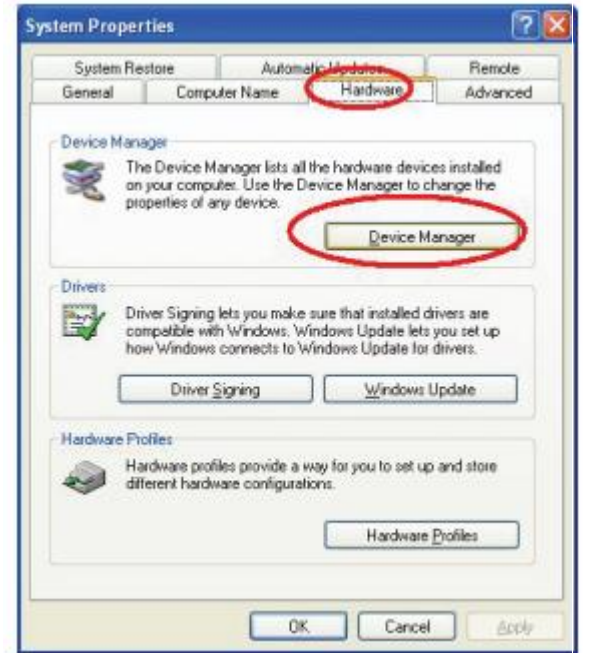 System Properties
System Restore Automatic Updates Remote
General Computer Name Hardware Advanced
Device Manager
The Device Manager lists all the hardware devices installed
on your computer. Use the Device Manager to change the
properties of any device.
Device Manager
Drivers
Driver Signing lets you make sure that installed drivers are
compatible with Windows. Windows Update lets you set up
how Windows connects to Windows Update for drivers.
Driver Signing Windows Update
Hardware Profiles
Hardware profiles provide a way for you to set up and store
different hardware configurations.
Hardware Profiles
OK Cancel Apply